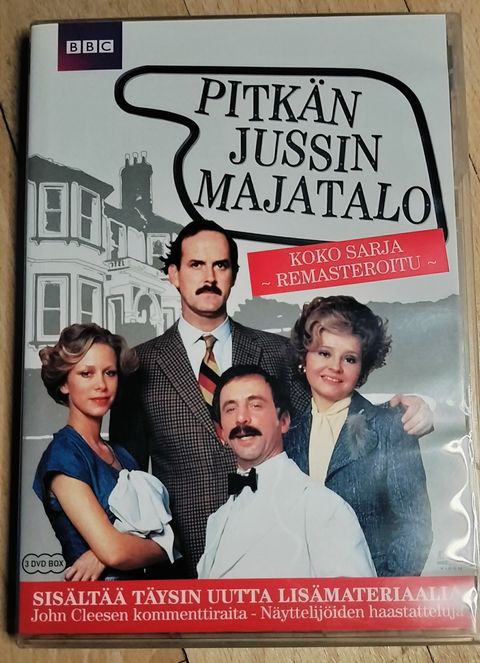 BBC
PITKÄN
JUSSIN
MAJATALO
KOKO SARJA
~ REMASTEROITU ~
3 DVD BOX
SISÄLTÄÄ TÄYSIN UUTTA LISÄMATERIAALIA
John Cleesen kommenttiraita - Näyttelijöiden haastatteluja